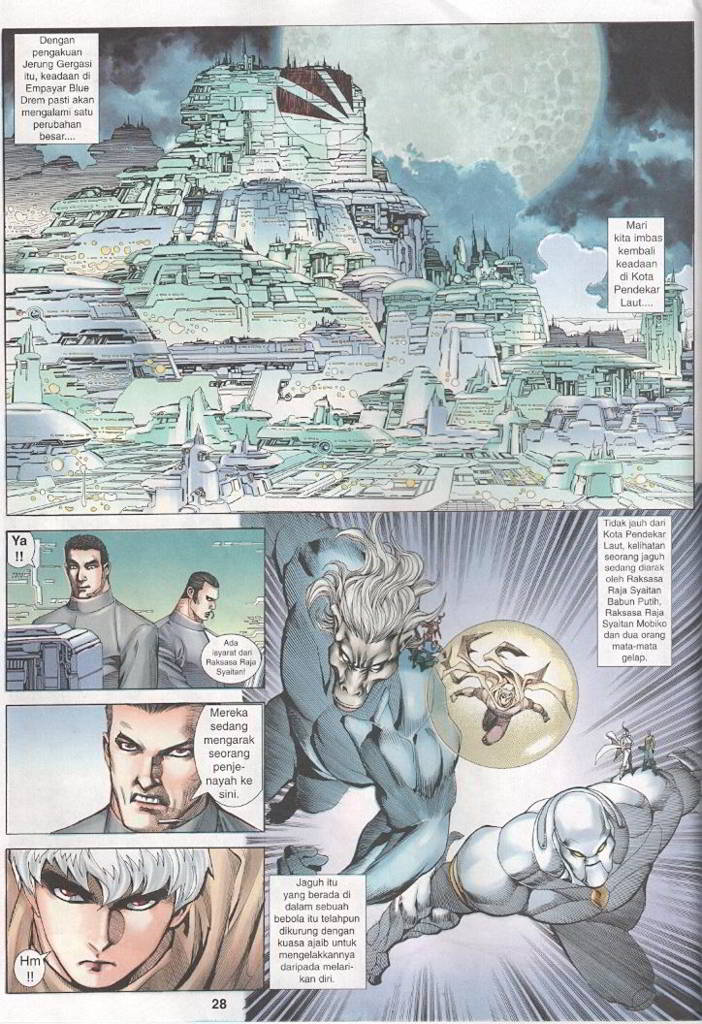 Dengan
pengakuan
Jerung Gergasi
itu, keadaan di
Empayar Blue
Drem pasti akan
mengalami satu
perubahan
besar....
Mari
kita imbas
kembali
keadaan
di Kota
Pendekar
Laut....
Ya
!!
Ada
isyarat dari
Raksasa Raja
Syaitan!
Tidak jauh dari
Kota Pendekar
Laut, kelihatan
seorang jaguh
sedang diarak
oleh Raksasa
Raja Syaitan
Babun Putih,
Raksasa Raja
Syaitan Mobiko
dan dua orang
mata-mata
gelap.
Mereka
sedang
mengarak
seorang
penje-
nayah ke
sini.
Hm
!!
Jaguh itu
yang berada di
dalam sebuah
bebola itu telahpun
dikurung dengan
kuasa ajaib untuk
mengelakkannya
daripada melari-
kan diri.
28